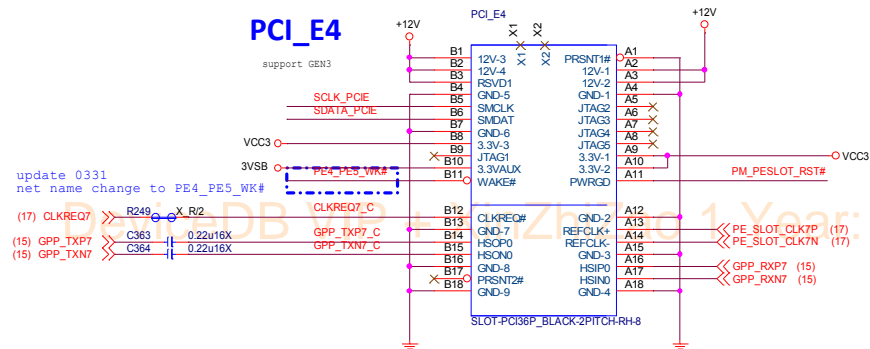 PCI_E4
support GEN3
PCI_E4
+12V
+12V
X1
X2
X1
X2
B1
12V-3
PRSNT1#
A1
B2
12V-4
12V-1
A2
B3
RSVD1
12V-2
A3
B4
GND-5
GND-1
A4
SCLK_PCIE
B5
SMCLK
JTAG2
A5
SDATA_PCIE
B6
SMDAT
JTAG3
A6
B7
GND-6
JTAG4
A7
VCC3
B8
3.3V-3
JTAG5
A8
B9
JTAG1
3.3V-1
A9
VCC3
3VSB
B10
3.3VAUX
3.3V-2
A10
PE4_PE5_WK#
B11
WAKE#
PWRGD
A11
PM_PESLOT_RST#
update 0331
net name change to PE4_PE5_WK#
(17) CLKREQ7
R249
X_R/2
CLKREQ7_C
B12
CLKREQ#
GND-2
A12
B13
GND-7
REFCLK+
A13
PE_SLOT_CLK7P (17)
(15) GPP_TXP7
C363
0.22u16X
GPP_TXP7_C
B14
HSOP0
REFCLK-
A14
PE_SLOT_CLK7N (17)
(15) GPP_TXN7
C364
0.22u16X
GPP_TXN7_C
B15
HSON0
GND-3
A15
B16
GND-8
HSIP0
A16
GPP_RXP7 (15)
B17
PRSNT2#
HSIN0
A17
GPP_RXN7 (15)
B18
GND-9
GND-4
A18
SLOT-PCI36P_BLACK-2PITCH-RH-8
DeviceDB VIP + NiuZhiZao 1 Year: